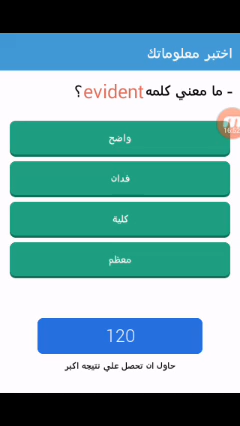 اختبر معلوماتك
- ما معني كلمه evident؟
واضح
فدان
كلية
معظم
120
حاول ان تحصل علي نتيجه اكبر